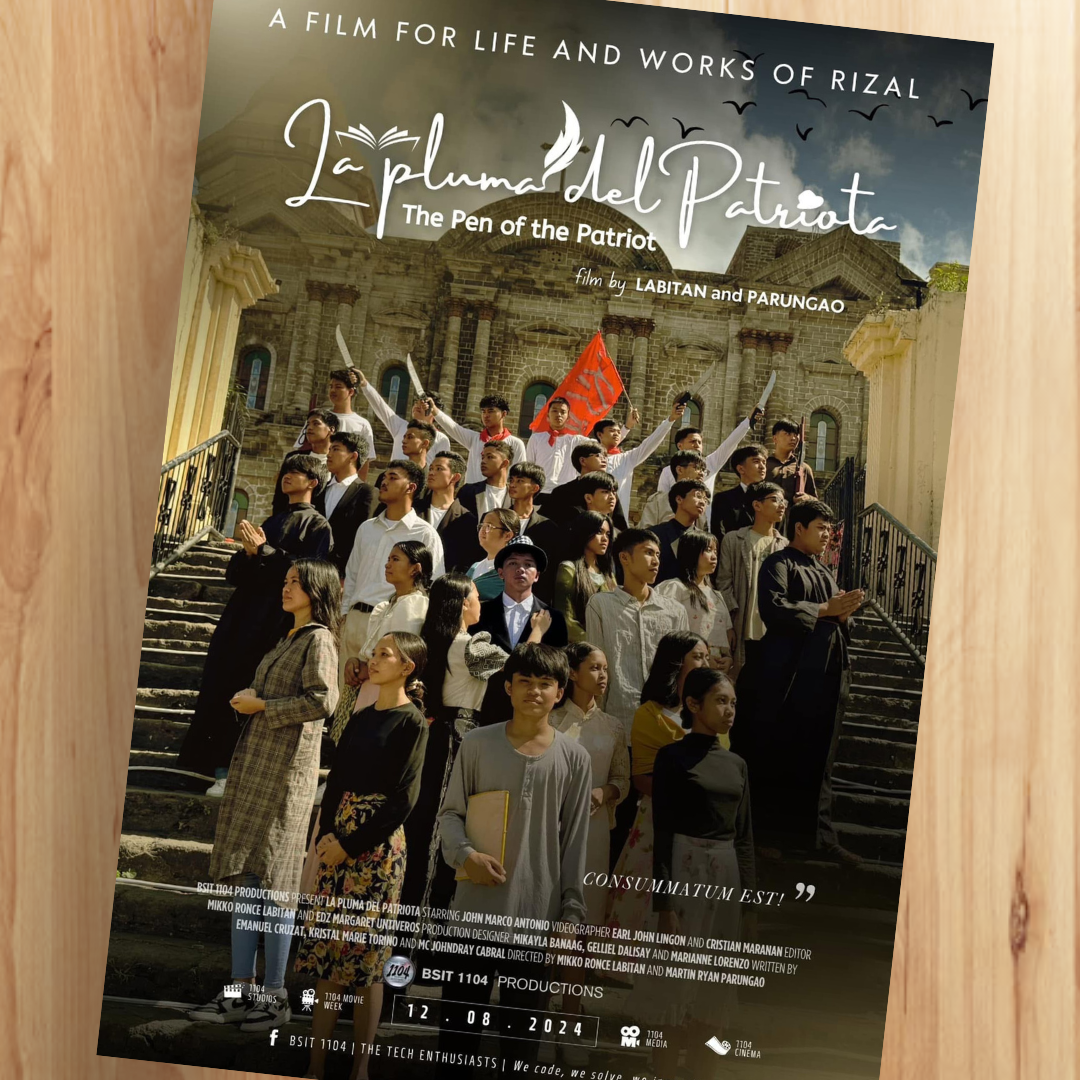 A FILM FOR LIFE AND WORKS OF RIZAL
La pluma del Patriota
The Pen of the Patriot
film by LABITAN and PARUNGAO
CONSUMMATUM EST! ”
BSIT 1104 PRODUCTIONS PRESENT LA PLUMA DEL PATRIOTA STARRING JOHN MARCO ANTONIO VIDEOGRAPHER EARL JOHN LINGON AND CRISTIAN MARANAN EDITOR
MIKKO RONCE LABITAN AND EDZ MARGARET UNTIVEROS PRODUCTION DESIGNER MIKAYLA BANAAG, GELLIEL DALISAY AND MARIANNE LORENZO WRITTEN BY
EMANUEL CRUZAT, KRISTAL MARIE TORINO AND MC JOHNDRAY CABRAL DIRECTED BY MIKKO RONCE LABITAN AND MARTIN RYAN PARUNGAO
1104 BSIT 1104 PRODUCTIONS
1104 STUDIOS
1104 MOVIE WEEK
12.08.2024
1104 MEDIA
1104 CINEMA
f BSIT 1104 | THE TECH ENTHUSIASTS | We code, we solve, we